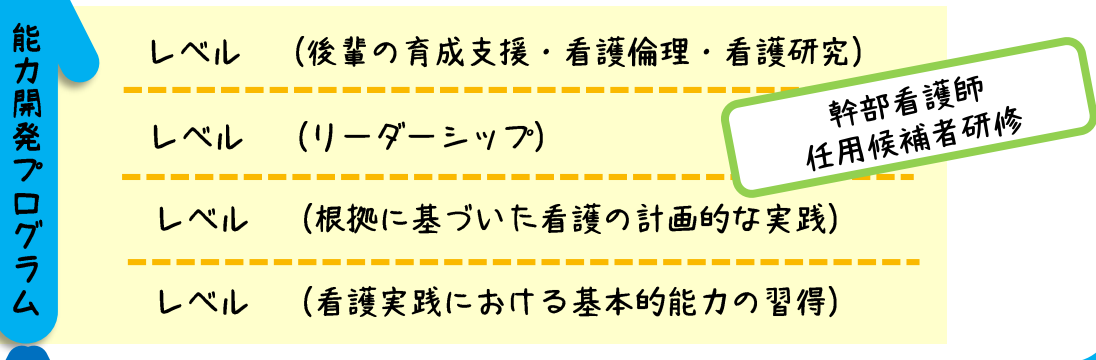 能力開発プログラム
レベル （後輩の育成支援・看護倫理・看護研究）
幹部看護師
任用候補者研修
レベル （リーダーシップ）
レベル （根拠に基づいた看護の計画的な実践）
レベル （看護実践における基本的能力の習得）